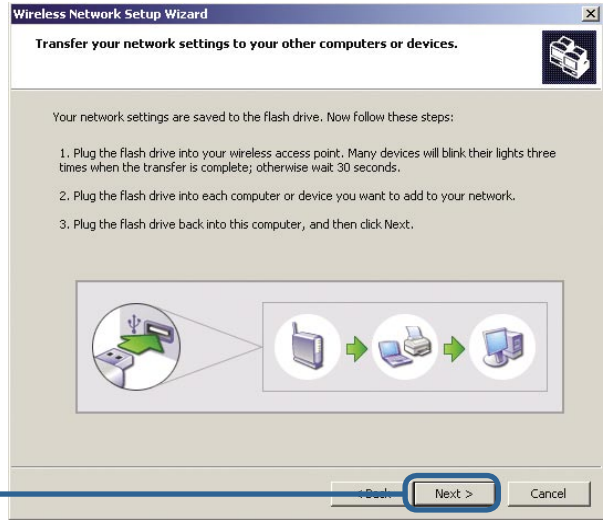 Wireless Network Setup Wizard
Transfer your network settings to your other computers or devices.
Your network settings are saved to the flash drive. Now follow these steps:
1. Plug the flash drive into your wireless access point. Many devices will blink their lights three
times when the transfer is complete; otherwise wait 30 seconds.
2. Plug the flash drive into each computer or device you want to add to your network.
3. Plug the flash drive back into this computer, and then click Next.
< Back Next > Cancel